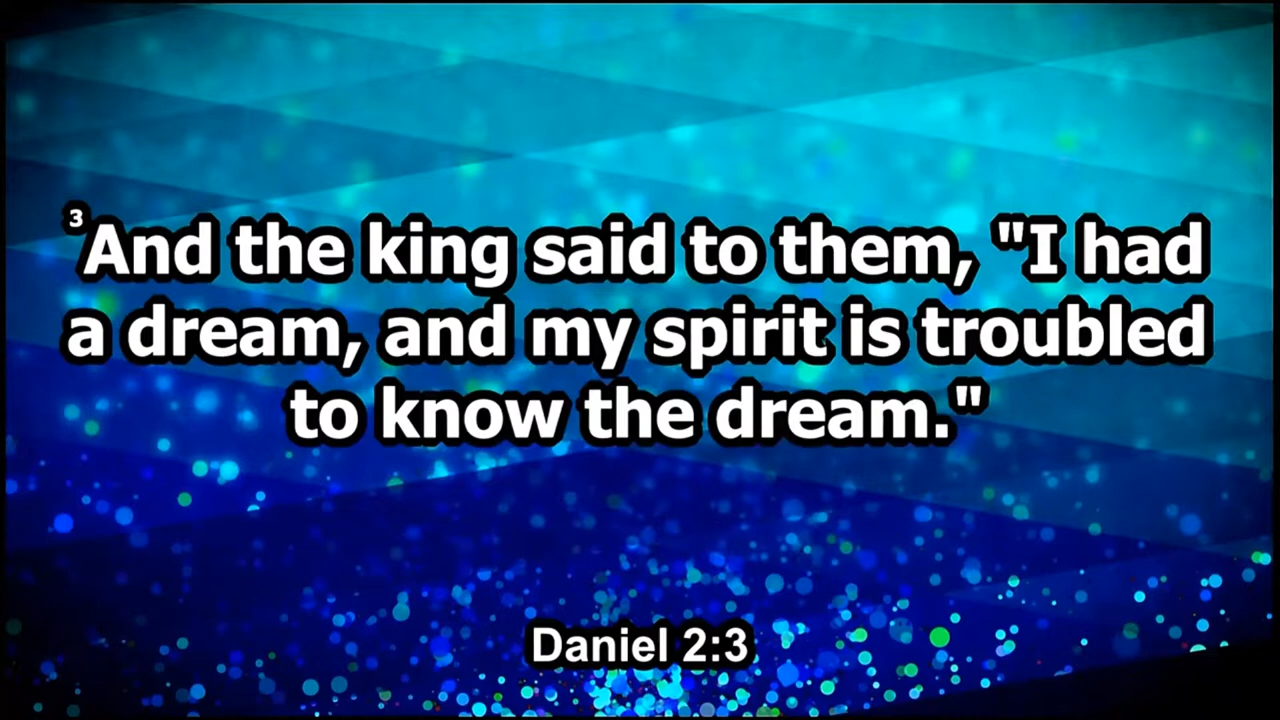 3And the king said to them, "I had
a dream, and my spirit is troubled
to know the dream."
Daniel 2:3